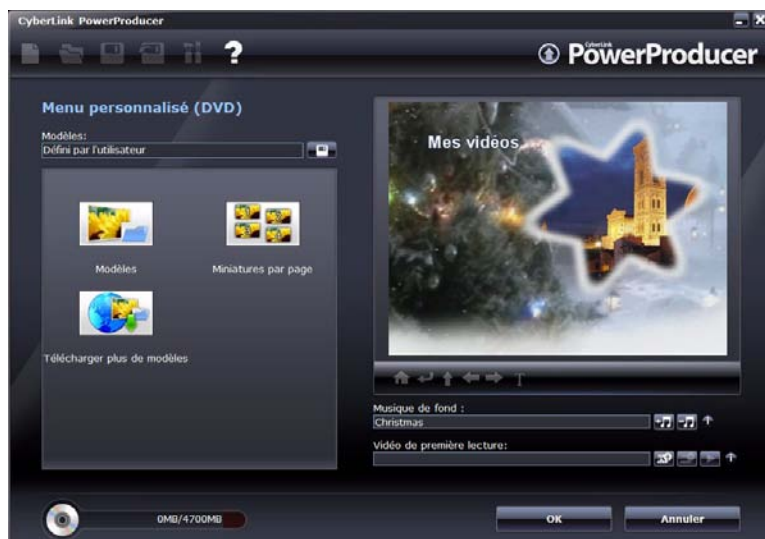 CyberLink PowerProducer
?
CyberLink
PowerProducer
Menu personnalisé (DVD)
Modèles:
Défini par l'utilisateur
Modèles
Miniatures par page
Télécharger plus de modèles
Mes vidéos
T
Musique de fond :
Christmas
Vidéo de première lecture:
0MB/4700MB
OK
Annuler